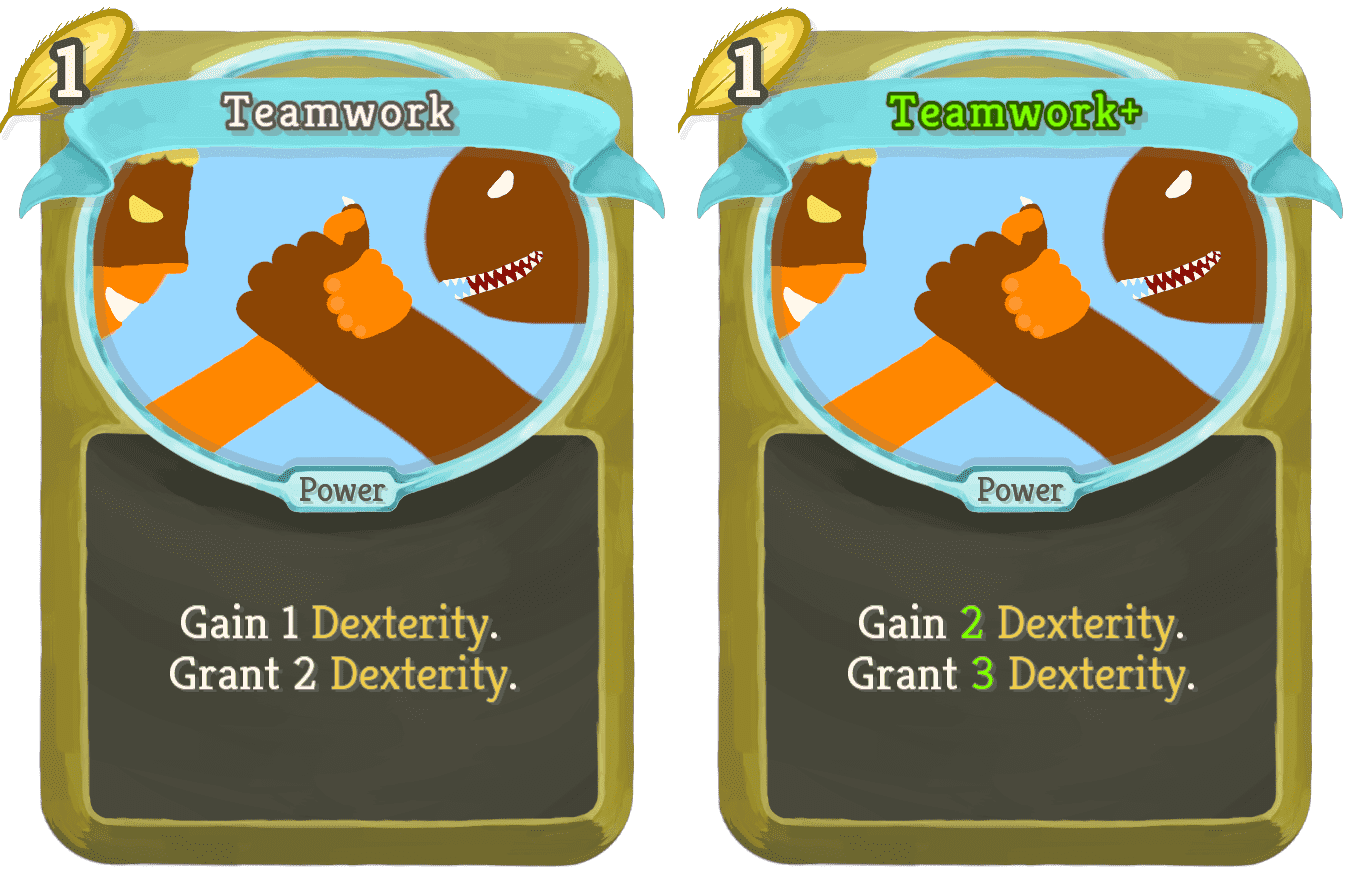 1
Teamwork
Power
Gain 1 Dexterity.
Grant 2 Dexterity.
1
Teamwork+
Power
Gain 2 Dexterity.
Grant 3 Dexterity.